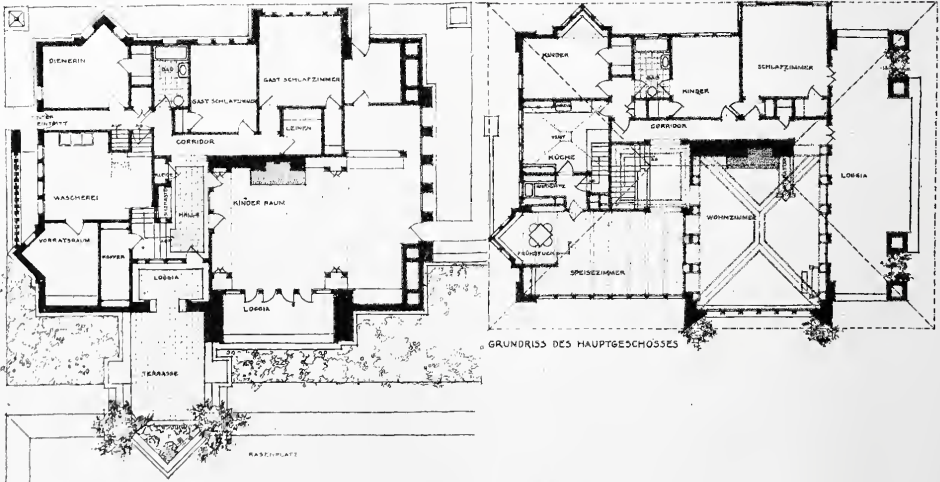 DIENERIN
BAD
GAST SCHLAFZIMMER
GAST SCHLAFZIMMER
EINTRITT
LEINEN
CORRIDOR
WASCHEREI
HALLE
KINDER RAUM
VORRATSRAUM
KOFFER
LOGGIA
LOGGIA
TERRASSE
RASENPLATZ
KINDER
BAD
KINDER
SCHLAFZIMMER
CORRIDOR
KÜCHE
LOGGIA
WOHNZIMMER
FRÜHSTÜCK
SPEISEZIMMER
GRUNDRISS DES HAUPTGESCHOSSES